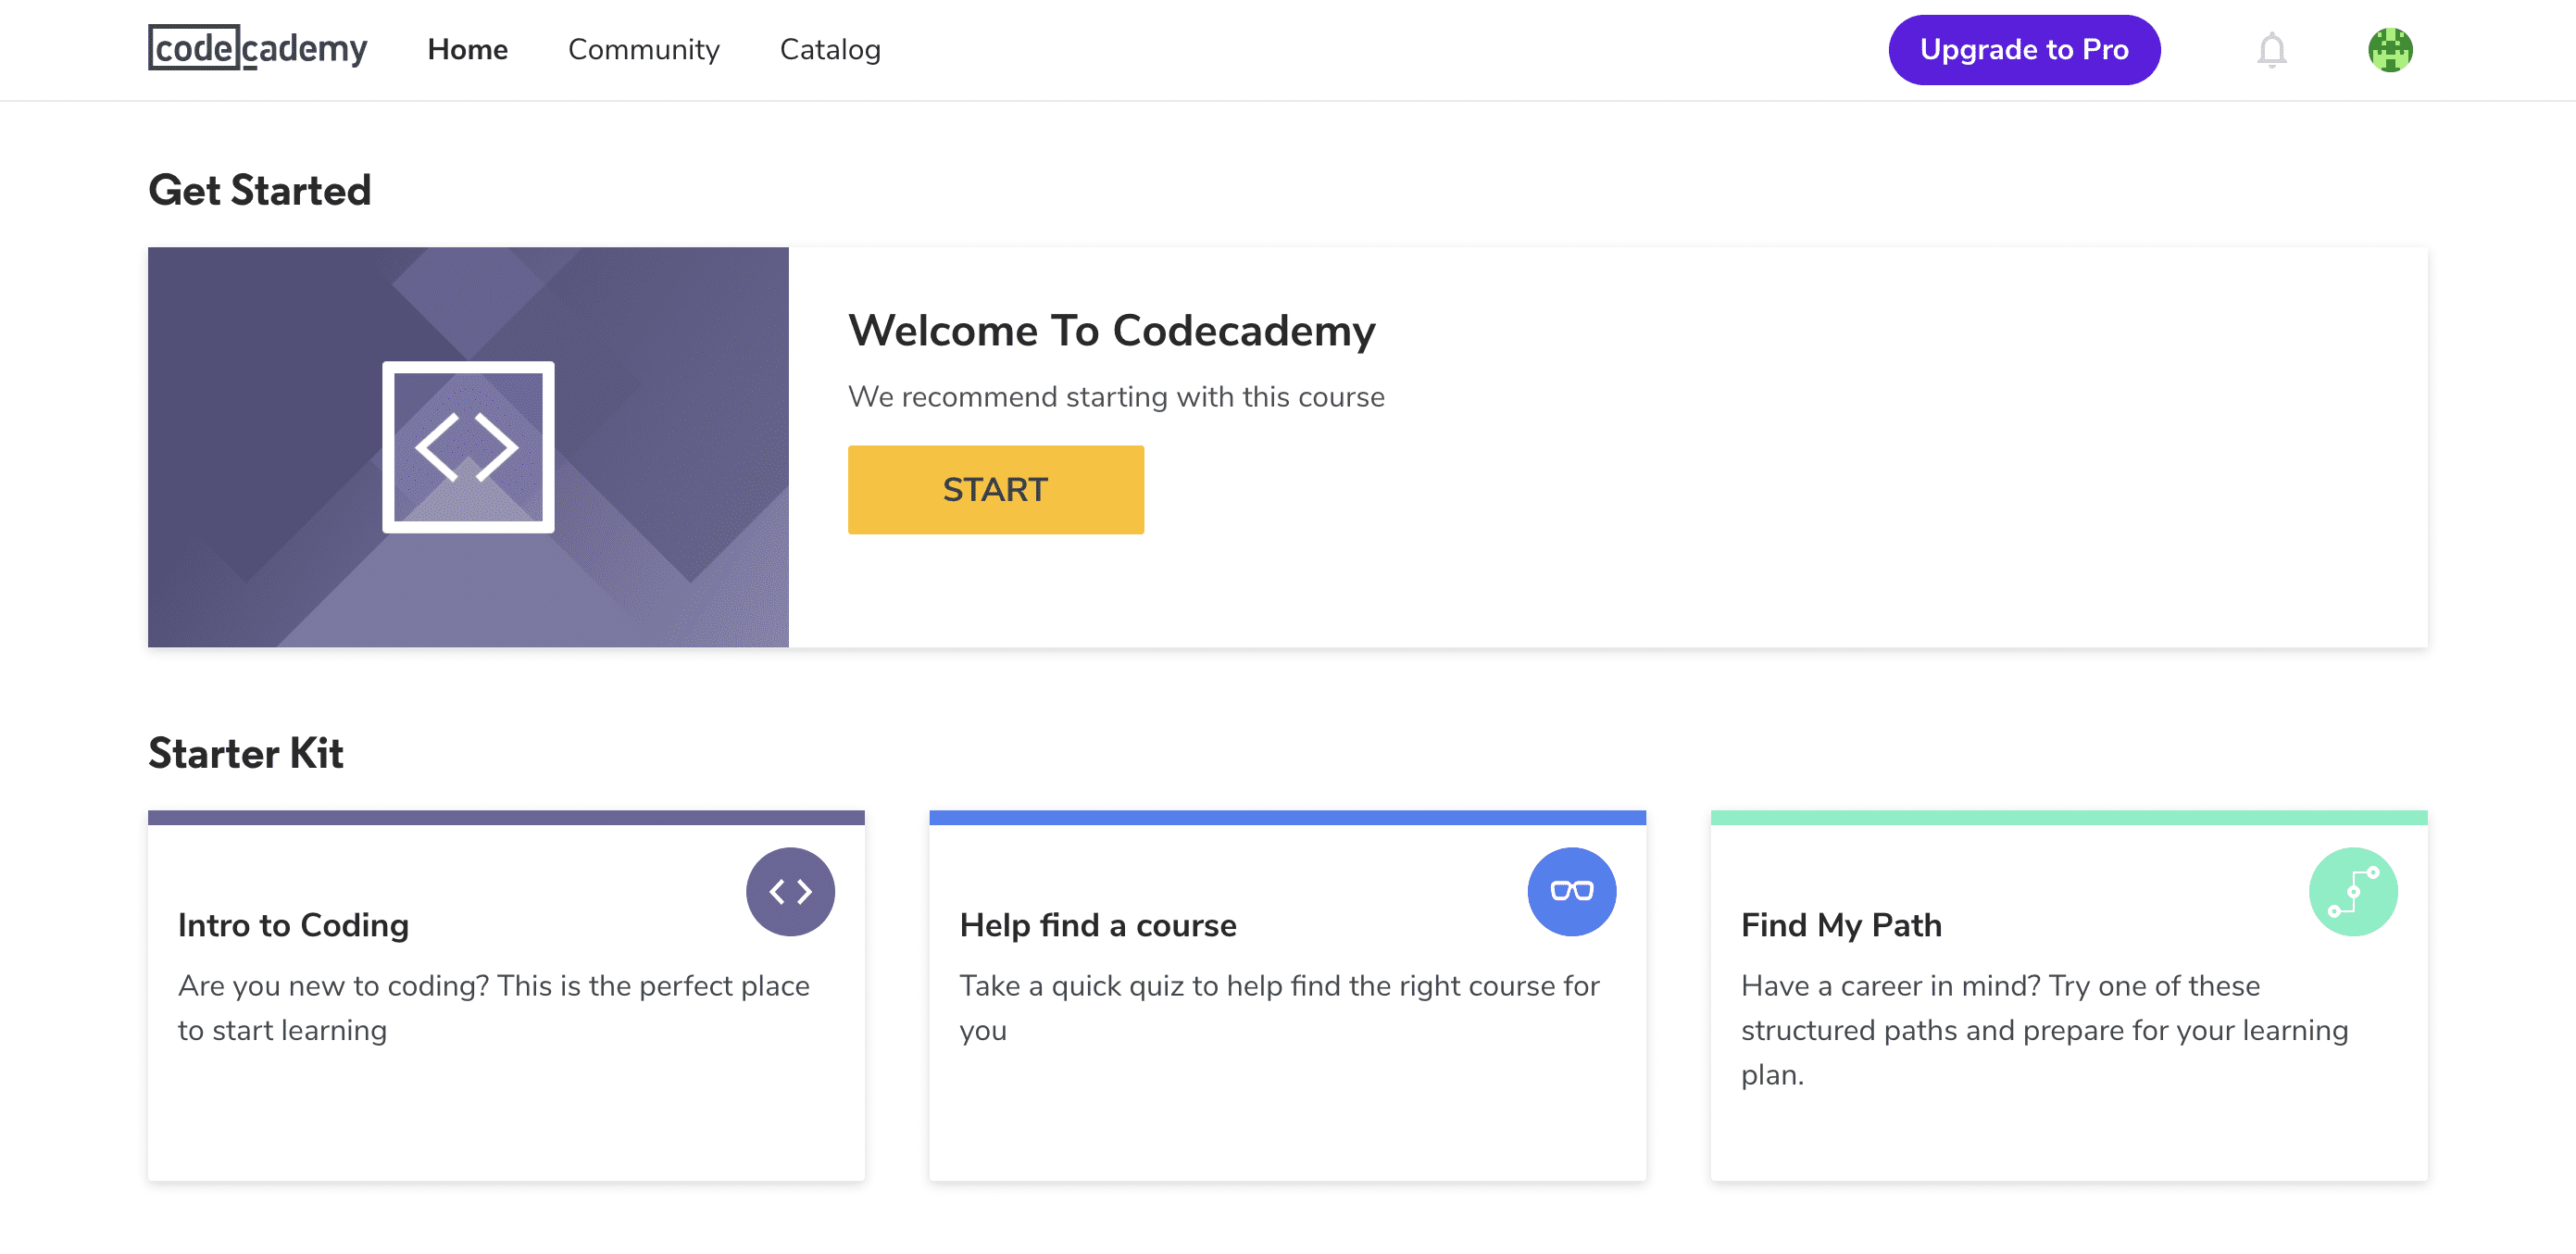 codecademy Home Community Catalog Upgrade to Pro
Get Started
Welcome To Codecademy
We recommend starting with this course
START
Starter Kit
Intro to Coding
Are you new to coding? This is the perfect place
to start learning
Help find a course
Take a quick quiz to help find the right course for
you
Find My Path
Have a career in mind? Try one of these
structured paths and prepare for your learning
plan.